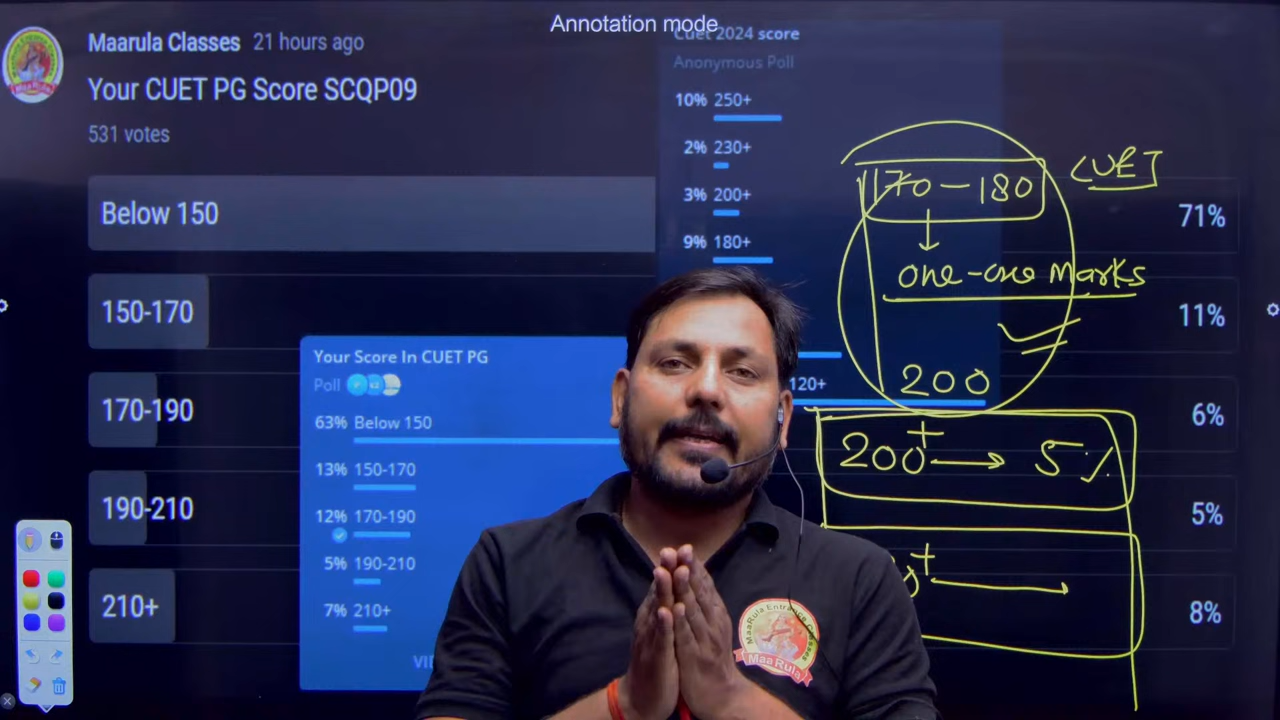 Annotation mode
Maarula Classes 21 hours ago
Your CUET PG Score SCQP09
531 votes
Below 150
71%
150-170
11%
170-190
6%
190-210
5%
210+
8%
Cuet 2024 score
Anonymous Poll
10% 250+
2% 230+
3% 200+
9% 180+
120+
Your Score In CUET PG
Poll
63% Below 150
13% 150-170
12% 170-190
5% 190-210
7% 210+
170-180
CUET
one-one Marks
200
200+ → 5%
MaaRula Entrance Classes
MaaRula